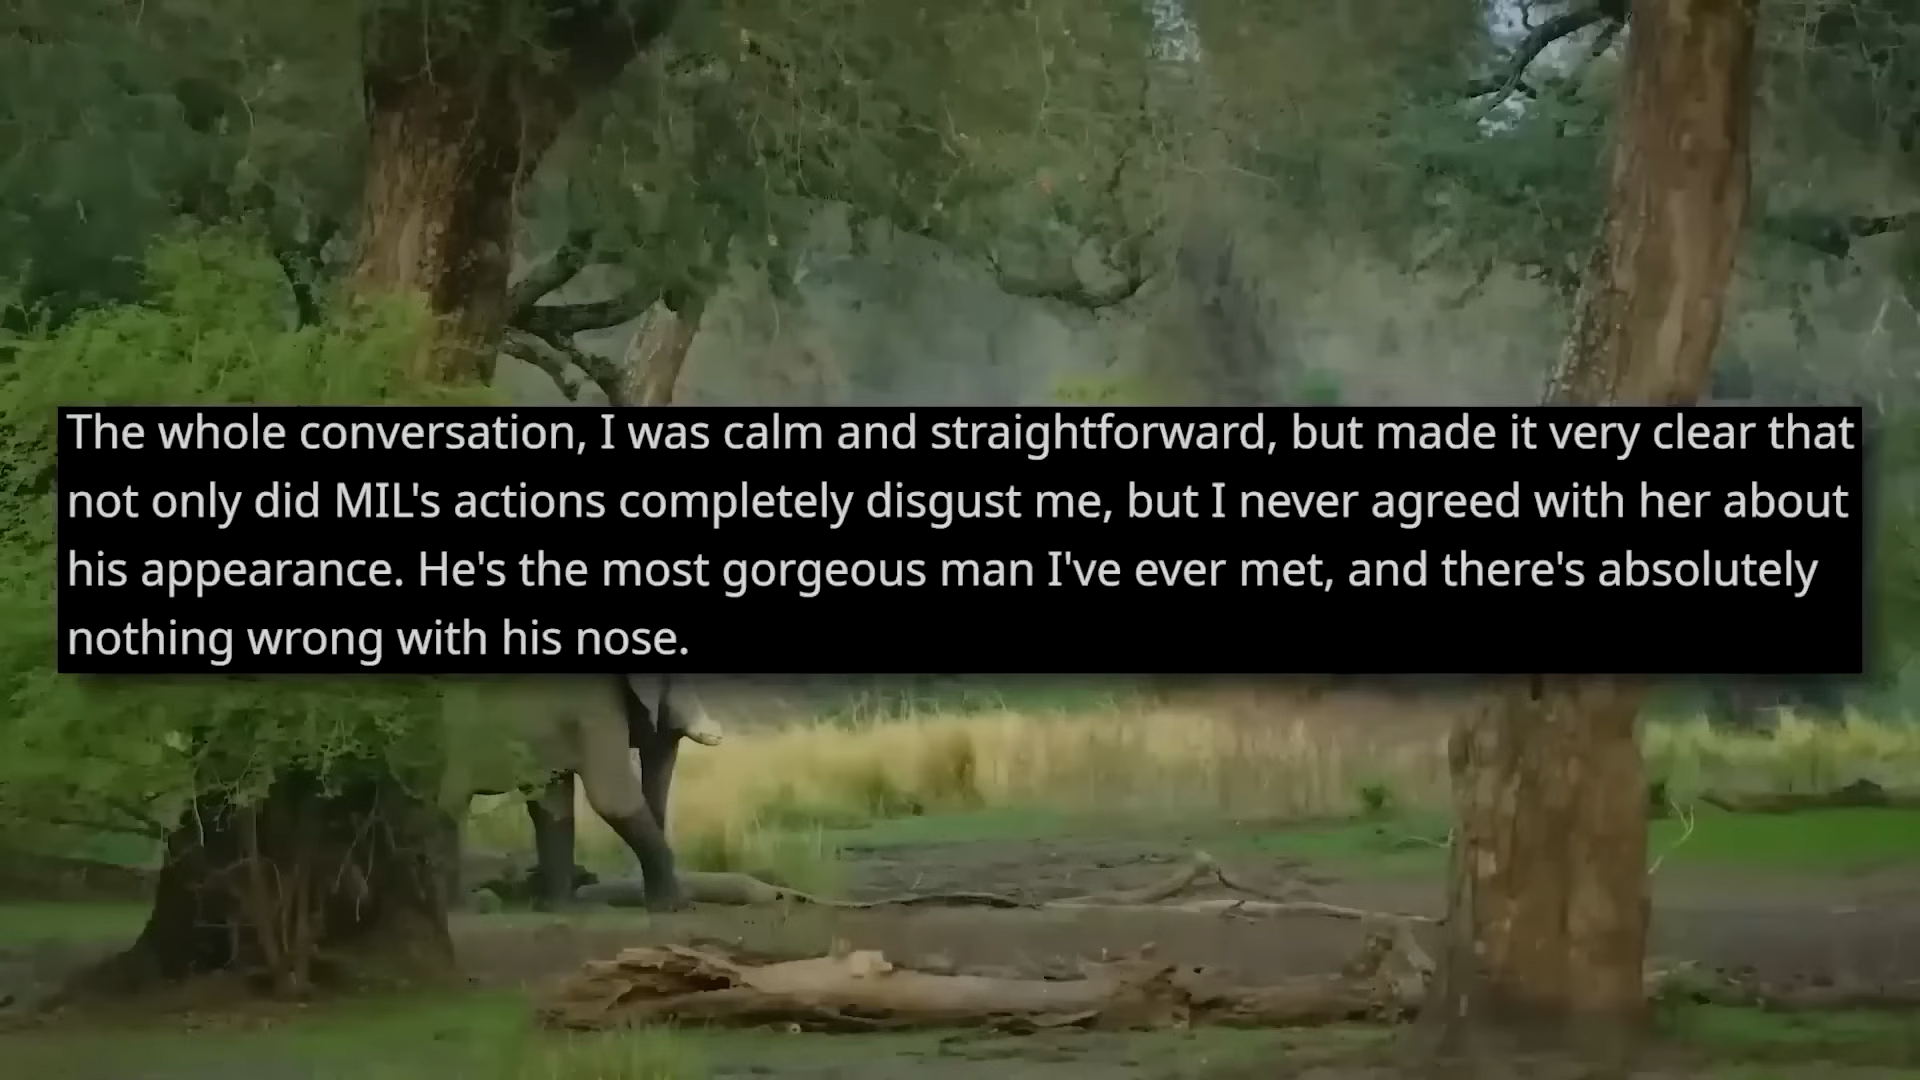 The whole conversation, I was calm and straightforward, but made it very clear that
not only did MIL's actions completely disgust me, but I never agreed with her about
his appearance. He's the most gorgeous man I've ever met, and there's absolutely
nothing wrong with his nose.